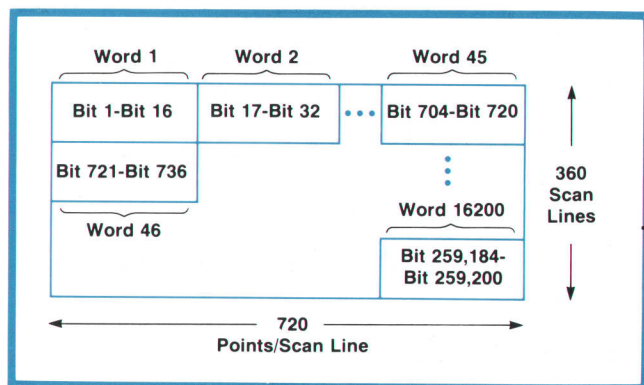 Word 1 Word 2 Word 45
Bit 1-Bit 16 Bit 17-Bit 32 ••• Bit 704-Bit 720
Bit 721-Bit 736
Word 46
360
Scan
Lines
Word 16200
Bit 259,184-
Bit 259,200
720
Points/Scan Line